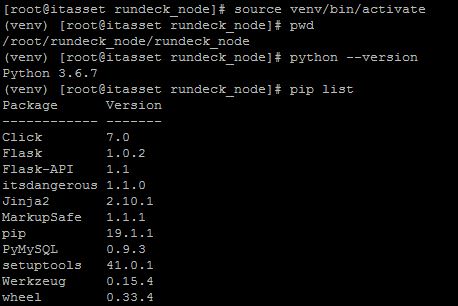 [root@itasset rundeck_node]# source venv/bin/activate
(venv) [root@itasset rundeck_node]# pwd
/root/rundeck_node/rundeck_node
(venv) [root@itasset rundeck_node]# python --version
Python 3.6.7
(venv) [root@itasset rundeck_node]# pip list
Package      Version
------------ -------
Click        7.0
Flask        1.0.2
Flask-API    1.1
itsdangerous 1.1.0
Jinja2       2.10.1
MarkupSafe   1.1.1
pip          19.1.1
PyMySQL      0.9.3
setuptools   41.0.1
Werkzeug     0.15.4
wheel        0.33.4